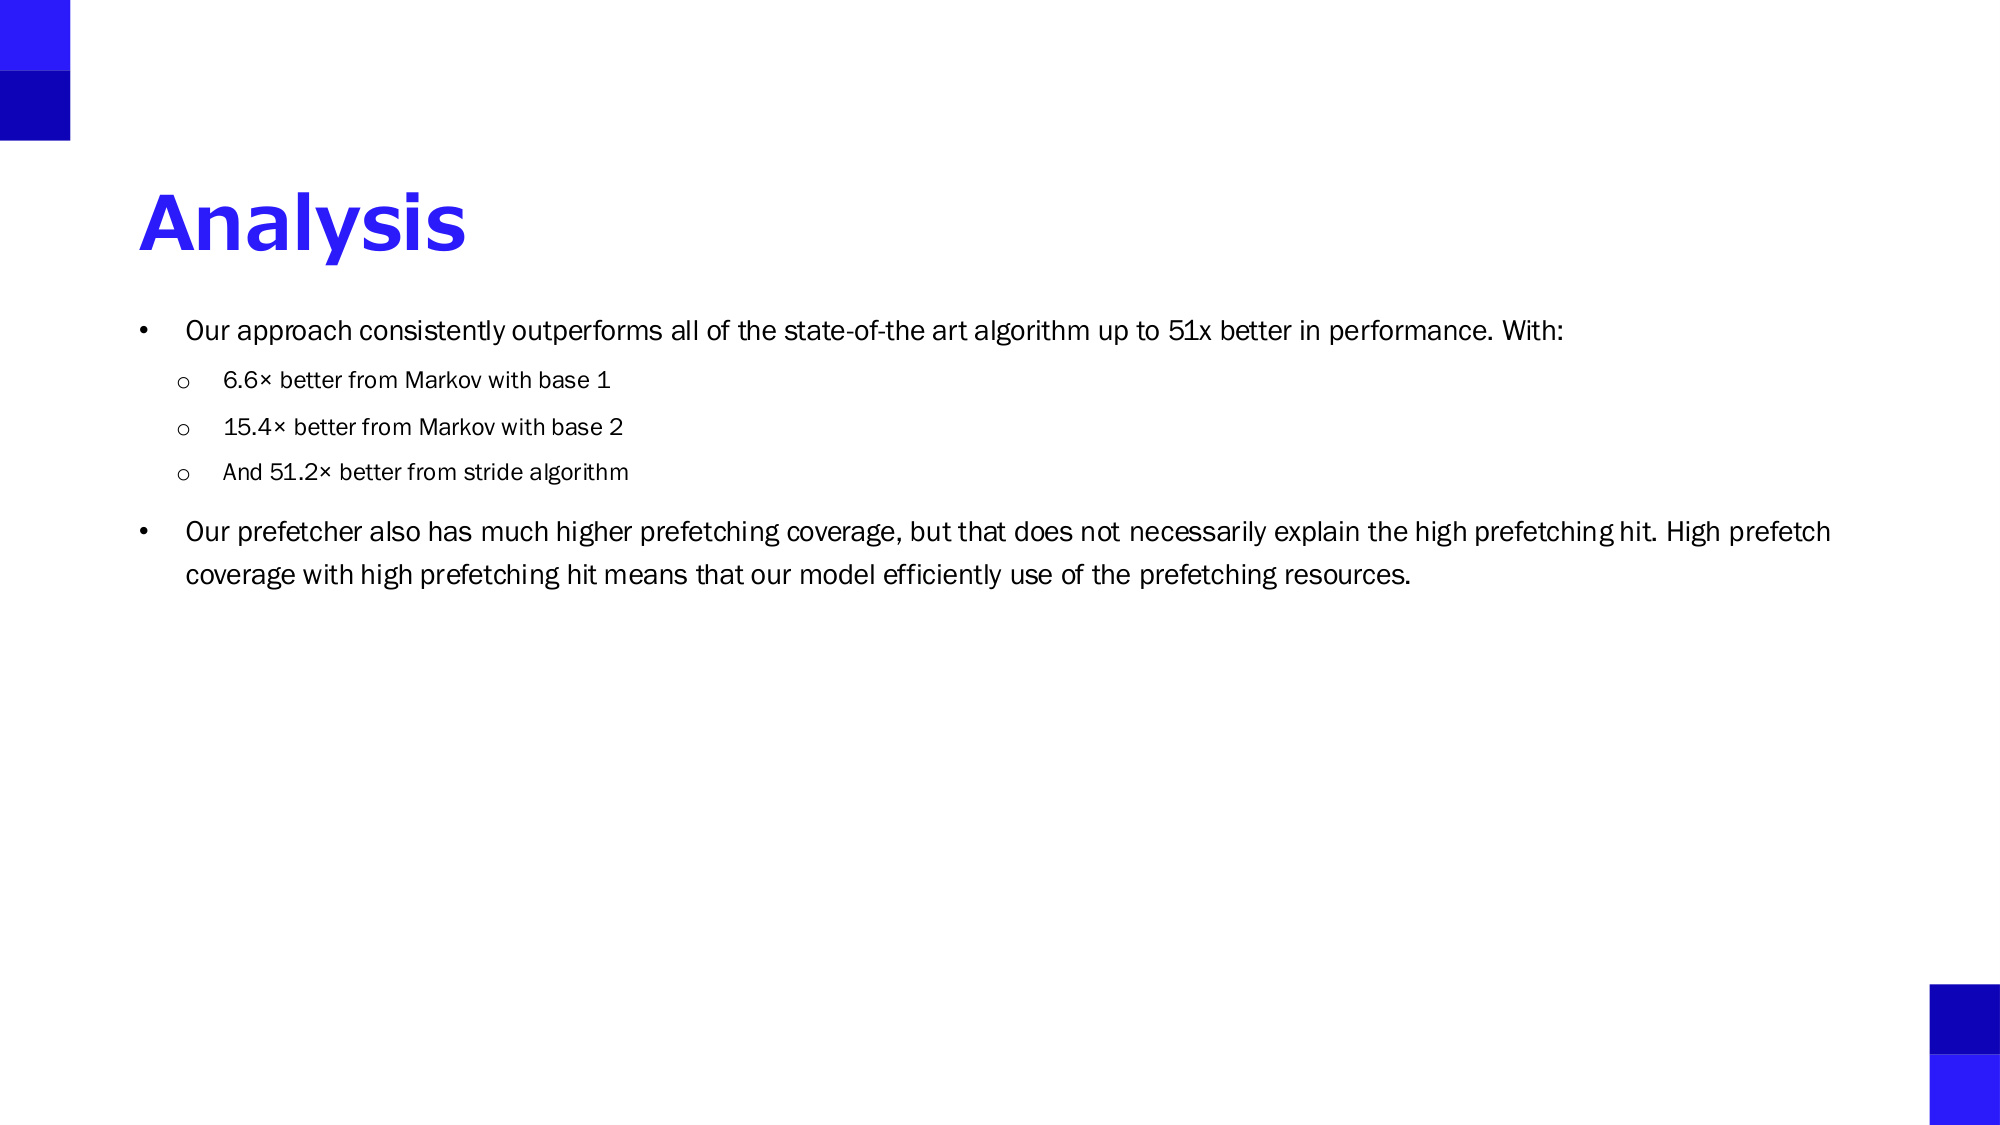 Analysis
• Our approach consistently outperforms all of the state-of-the art algorithm up to 51x better in performance. With:
o 6.6× better from Markov with base 1
o 15.4× better from Markov with base 2
o And 51.2× better from stride algorithm
• Our prefetcher also has much higher prefetching coverage, but that does not necessarily explain the high prefetching hit. High prefetch
coverage with high prefetching hit means that our model efficiently use of the prefetching resources.